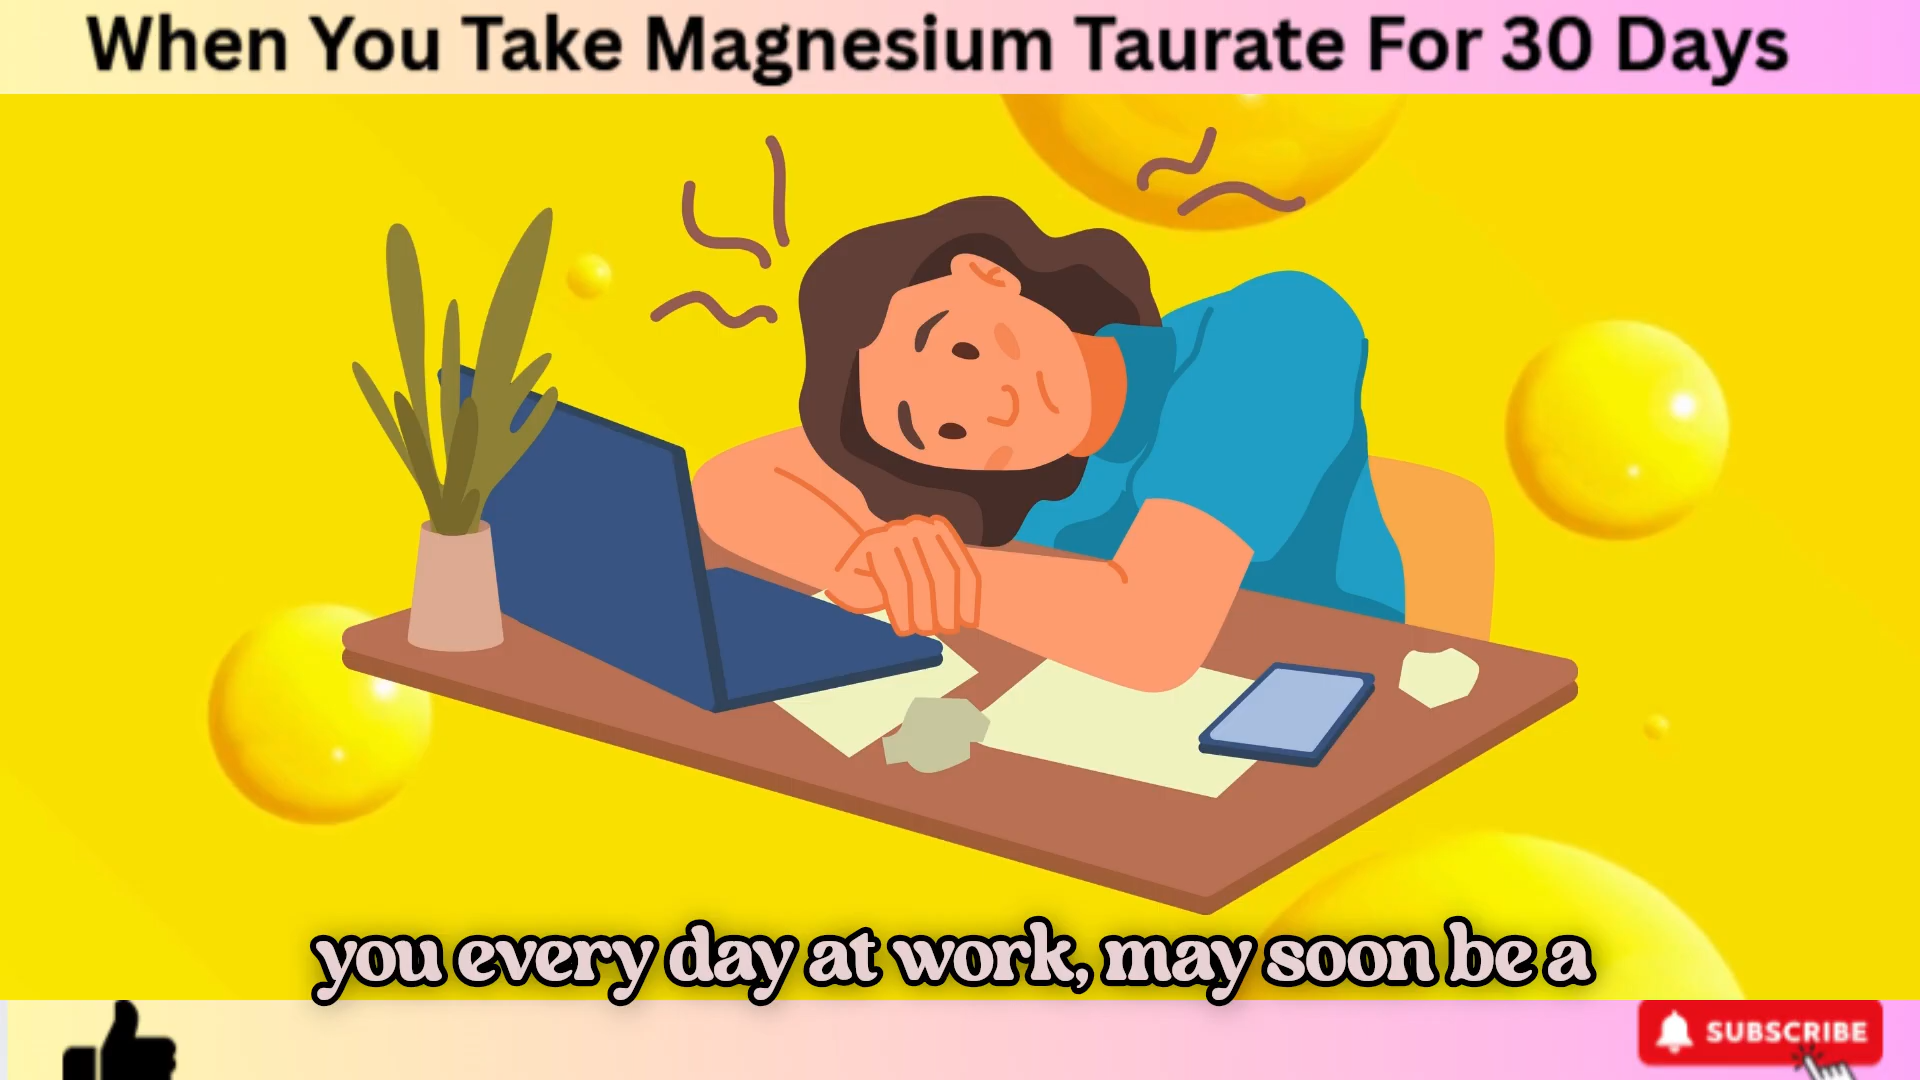 When You Take Magnesium Taurate For 30 Days
you every day at work, may soon be a
SUBSCRIBE